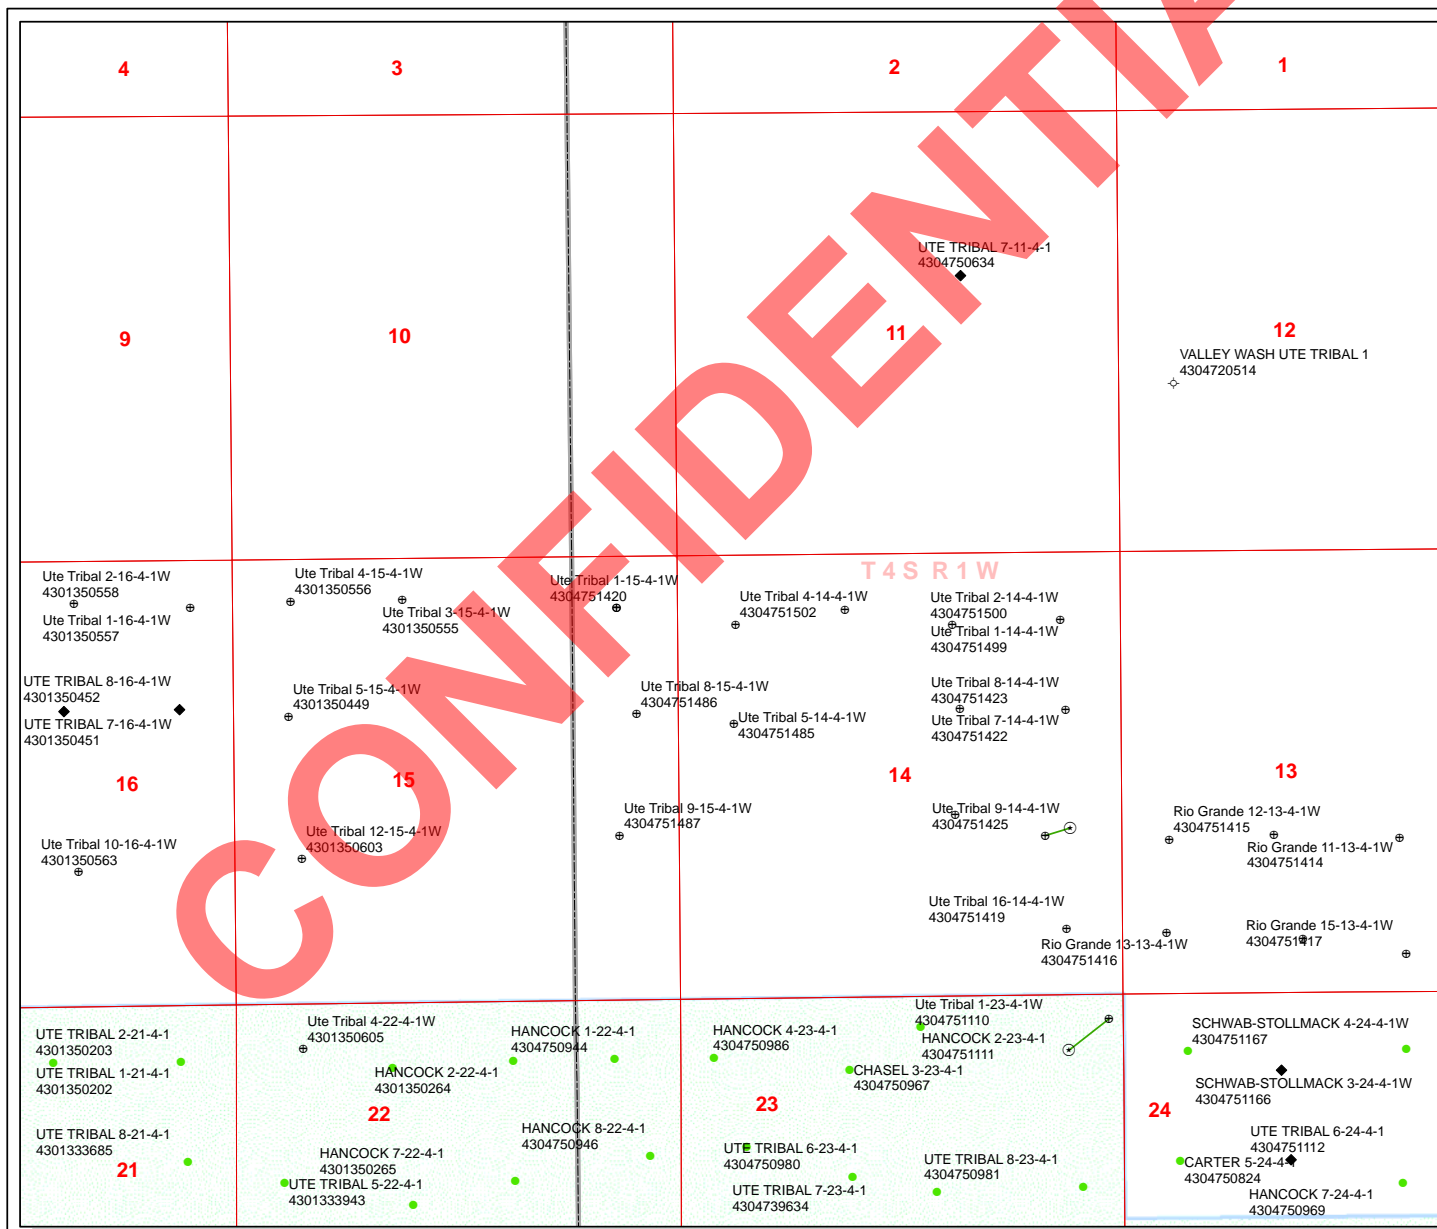 4
3
2
1
UTE TRIBAL 7-11-4-1
4304750634
9
10
11
12
VALLEY WASH UTE TRIBAL 1
4304720514
CONFIDENTIA
T4S R1W
Ute Tribal 2-16-4-1W
4301350558
Ute Tribal 1-16-4-1W
4301350557
Ute Tribal 4-15-4-1W
4301350556
Ute Tribal 3-15-4-1W
4301350555
Ute Tribal 1-15-4-1W
4304751420
Ute Tribal 4-14-4-1W
4304751502
Ute Tribal 2-14-4-1W
4304751500
Ute Tribal 1-14-4-1W
4304751499
UTE TRIBAL 8-16-4-1W
4301350452
UTE TRIBAL 7-16-4-1W
4301350451
Ute Tribal 5-15-4-1W
4301350449
Ute Tribal 8-15-4-1W
4304751486
Ute Tribal 5-14-4-1W
4304751485
Ute Tribal 8-14-4-1W
4304751423
Ute Tribal 7-14-4-1W
4304751422
16
15
14
13
Ute Tribal 10-16-4-1W
4301350563
Ute Tribal 12-15-4-1W
4301350603
Ute Tribal 9-15-4-1W
4304751487
Ute Tribal 9-14-4-1W
4304751425
Rio Grande 12-13-4-1W
4304751415
Rio Grande 11-13-4-1W
4304751414
Ute Tribal 16-14-4-1W
4304751419
Rio Grande 13-13-4-1W
4304751416
Rio Grande 15-13-4-1W
4304751417
UTE TRIBAL 2-21-4-1
4301350203
UTE TRIBAL 1-21-4-1
4301350202
Ute Tribal 4-22-4-1W
4301350605
HANCOCK 2-22-4-1
4301350264
HANCOCK 1-22-4-1
4304750944
HANCOCK 4-23-4-1
4304750986
Ute Tribal 1-23-4-1W
4304751110
HANCOCK 2-23-4-1
4304751111
CHASEL 3-23-4-1
4304750967
SCHWAB-STOLLMACK 4-24-4-1W
4304751167
SCHWAB-STOLLMACK 3-24-4-1W
4304751166
22
23
24
21
UTE TRIBAL 8-21-4-1
4301333685
HANCOCK 7-22-4-1
4301350265
UTE TRIBAL 5-22-4-1
4301333943
HANCOCK 8-22-4-1
4304750946
UTE TRIBAL 6-23-4-1
4304750980
UTE TRIBAL 7-23-4-1
4304739634
UTE TRIBAL 8-23-4-1
4304750981
UTE TRIBAL 6-24-4-1
4304751112
CARTER 5-24-4-1
4304750824
HANCOCK 7-24-4-1
4304750969